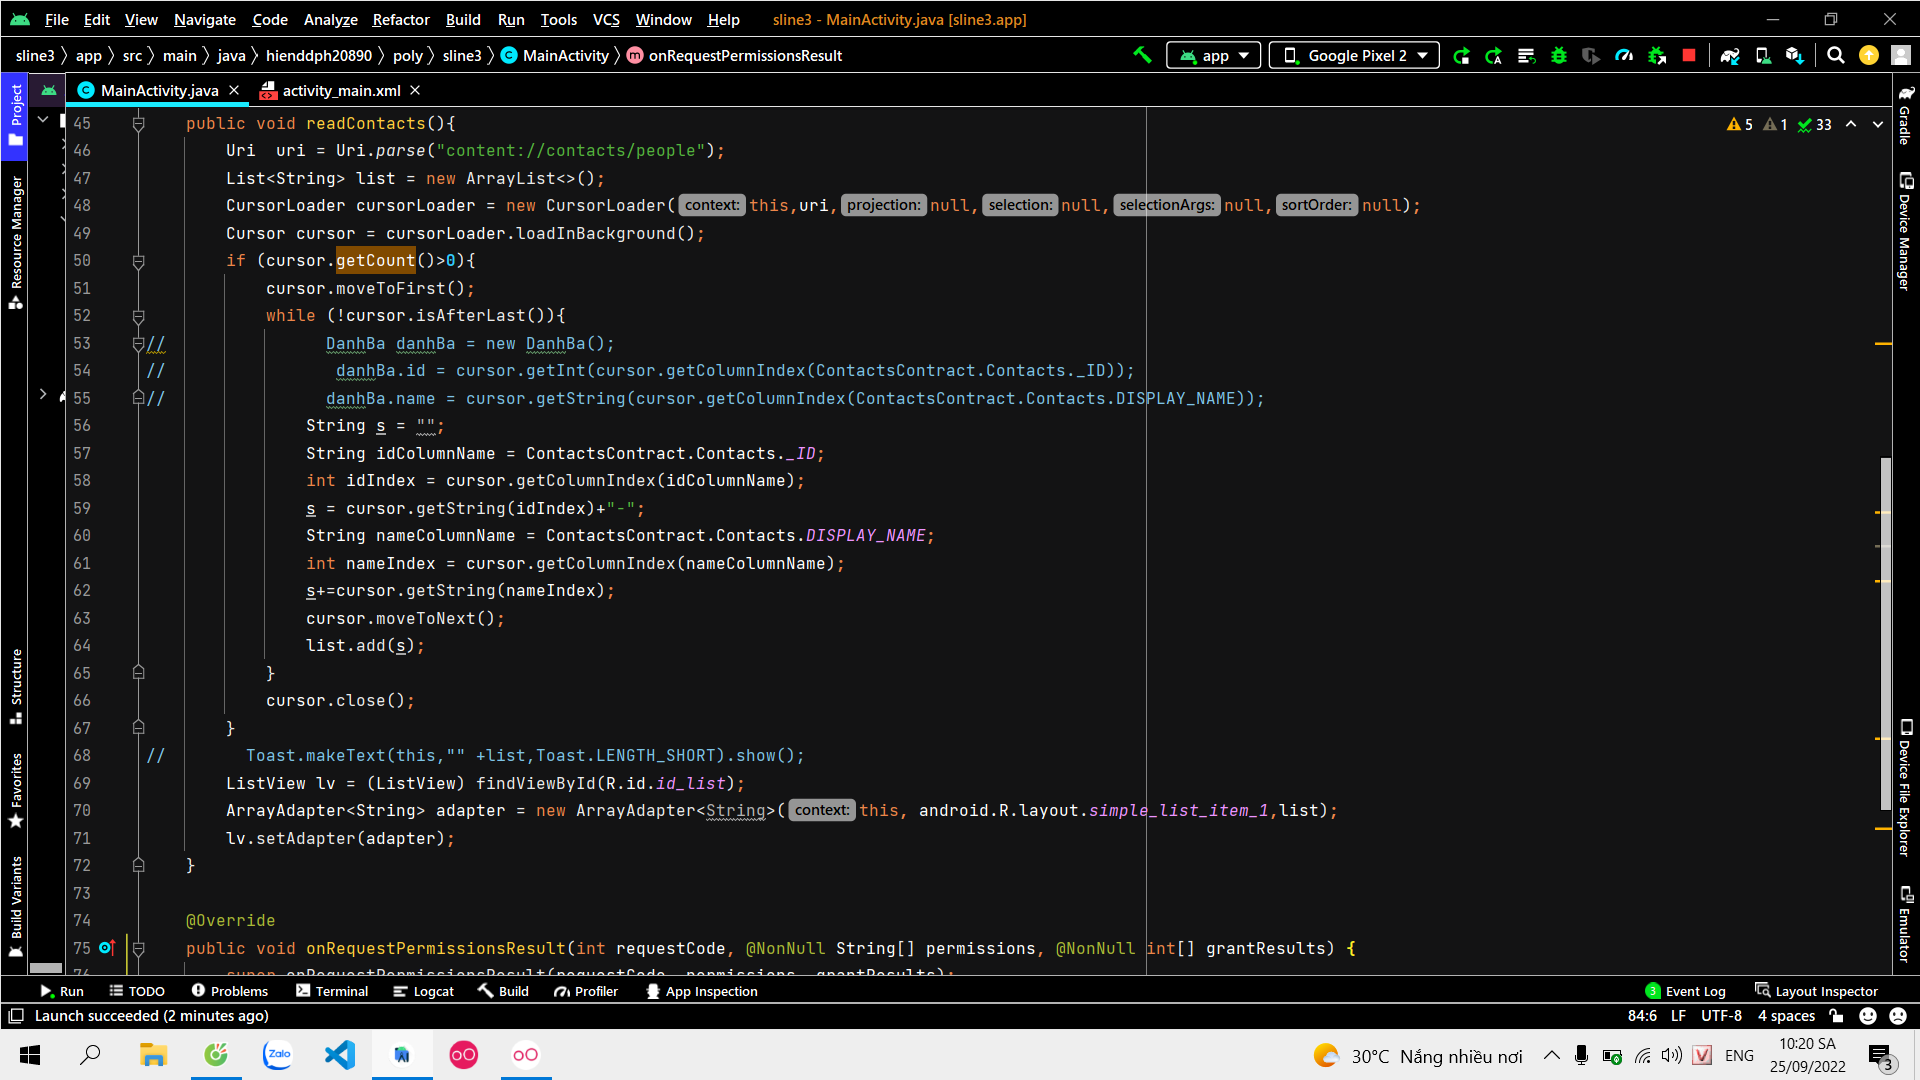 File Edit View Navigate Code Analyze Refactor Build Run Tools VCS Window Help sline3 - MainActivity.java [sline3.app]
sline3 app src main java hienddph20890 poly sline3 MainActivity onRequestPermissionsResult app Google Pixel 2
MainActivity.java activity_main.xml
Project
Resource Manager
Structure
Favorites
Build Variants
45 public void readContacts(){
46 Uri  uri = Uri.parse("content://contacts/people");
47 List<String> list = new ArrayList<>();
48 CursorLoader cursorLoader = new CursorLoader( context: this,uri, projection: null, selection: null, selectionArgs: null, sortOrder: null);
49 Cursor cursor = cursorLoader.loadInBackground();
50 if (cursor.getCount()>0){
51 cursor.moveToFirst();
52 while (!cursor.isAfterLast()){
53 // DanhBa danhBa = new DanhBa();
54 // danhBa.id = cursor.getInt(cursor.getColumnIndex(ContactsContract.Contacts._ID));
55 // danhBa.name = cursor.getString(cursor.getColumnIndex(ContactsContract.Contacts.DISPLAY_NAME));
56 String s = "";
57 String idColumnName = ContactsContract.Contacts._ID;
58 int idIndex = cursor.getColumnIndex(idColumnName);
59 s = cursor.getString(idIndex)+"-";
60 String nameColumnName = ContactsContract.Contacts.DISPLAY_NAME;
61 int nameIndex = cursor.getColumnIndex(nameColumnName);
62 s+=cursor.getString(nameIndex);
63 cursor.moveToNext();
64 list.add(s);
65 }
66 cursor.close();
67 }
68 // Toast.makeText(this,"" +list,Toast.LENGTH_SHORT).show();
69 ListView lv = (ListView) findViewById(R.id.id_list);
70 ArrayAdapter<String> adapter = new ArrayAdapter<String>( context: this, android.R.layout.simple_list_item_1,list);
71 lv.setAdapter(adapter);
72 }
73
74 @Override
75 public void onRequestPermissionsResult(int requestCode, @NonNull String[] permissions, @NonNull int[] grantResults) {
76 super.onRequestPermissionsResult(requestCode, permissions, grantResults);
5 1 33
Gradle
Device Manager
Device File Explorer
Emulator
Run TODO Problems Terminal Logcat Build Profiler App Inspection 3 Event Log Layout Inspector
Launch succeeded (2 minutes ago) 84:6 LF UTF-8 4 spaces
Zalo 30°C Nắng nhiều nơi V ENG 10:20 SA
25/09/2022 3